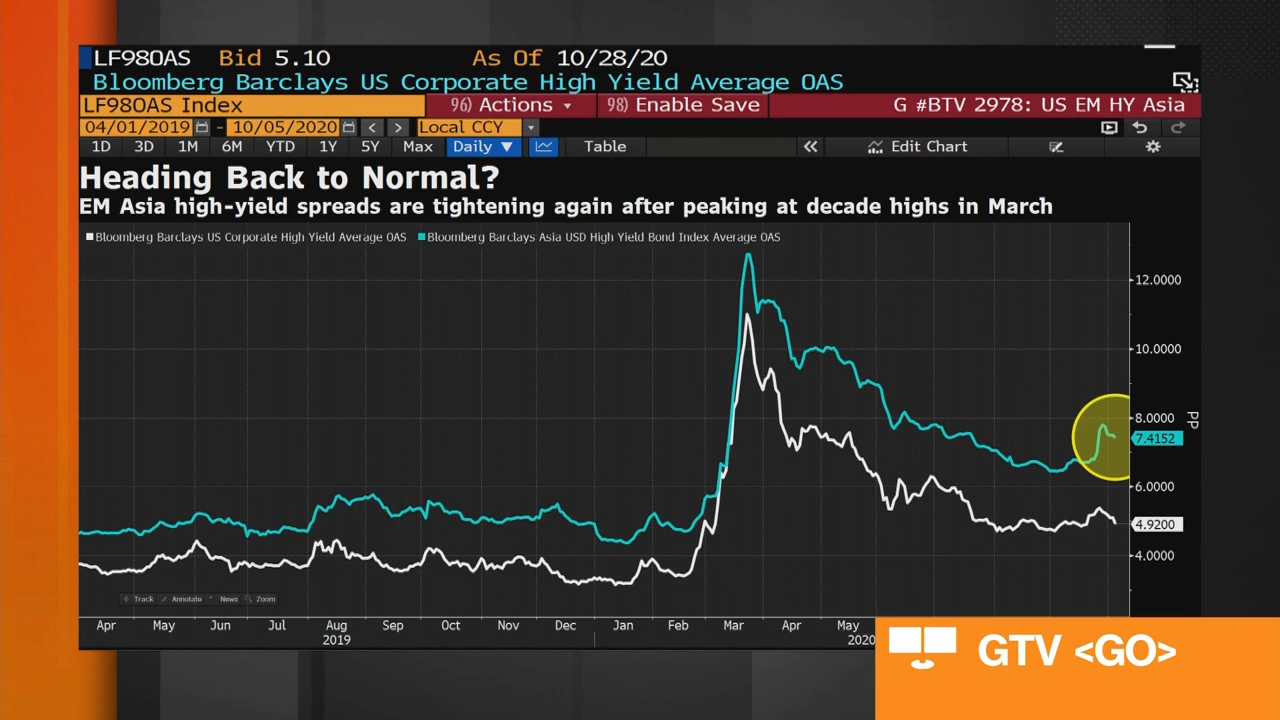 LF98OAS Bid 5.10 As Of 10/28/20
Bloomberg Barclays US Corporate High Yield Average OAS
LF98OAS Index 96) Actions 98) Enable Save G #BTV 2978: US EM HY Asia
04/01/2019 - 10/05/2020 < > Local CCY
1D 3D 1M 6M YTD 1Y 5Y Max Daily ▼ Table « Edit Chart
Heading Back to Normal?
EM Asia high-yield spreads are tightening again after peaking at decade highs in March
Bloomberg Barclays US Corporate High Yield Average OAS Bloomberg Barclays Asia USD High Yield Bond Index Average OAS
12.0000
10.0000
8.0000
PP
7.4152
6.0000
4.9200
4.0000
Track Annotate News Zoom
Apr May Jun Jul Aug Sep Oct Nov Dec Jan Feb Mar Apr May
2019 2020
GTV <GO>